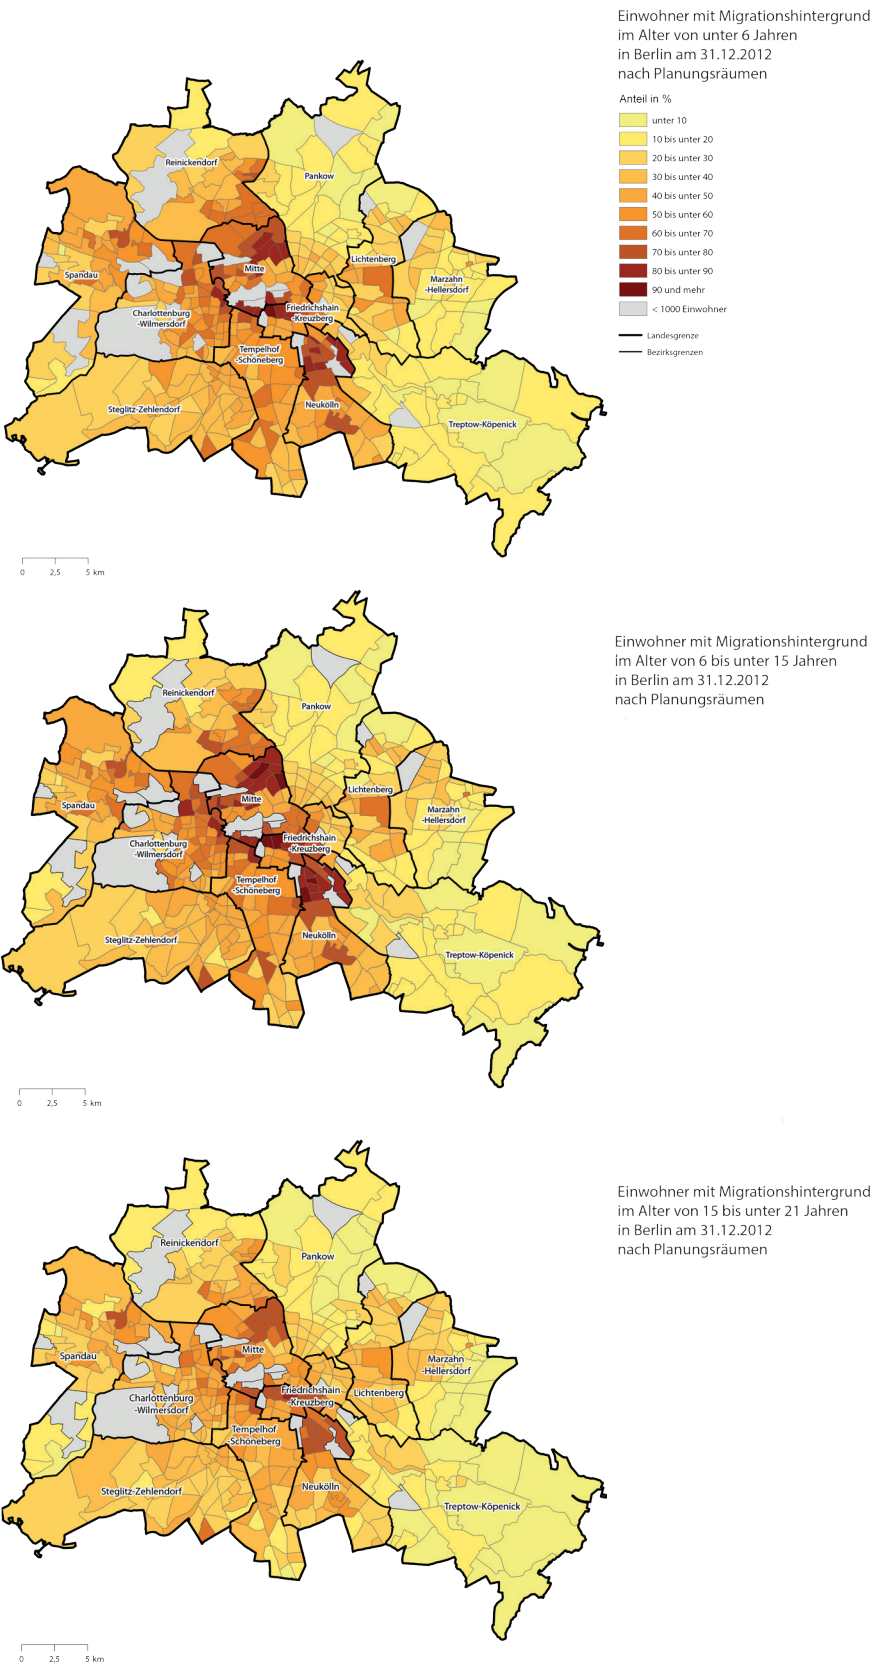 Einwohner mit Migrationshintergrund
im Alter von unter 6 Jahren
in Berlin am 31.12.2012
nach Planungsräumen
Anteil in %
unter 10
10 bis unter 20
20 bis unter 30
30 bis unter 40
40 bis unter 50
50 bis unter 60
60 bis unter 70
70 bis unter 80
80 bis unter 90
90 und mehr
< 1000 Einwohner
Landesgrenze
Bezirksgrenzen
Reinickendorf
Pankow
Mitte
Lichtenberg
Spandau
Marzahn
-Hellersdorf
Charlottenburg
-Wilmersdorf
Friedrichshain
-Kreuzberg
Tempelhof
-Schöneberg
Steglitz-Zehlendorf
Neukölln
Treptow-Köpenick
0 2,5 5 km
Einwohner mit Migrationshintergrund
im Alter von 6 bis unter 15 Jahren
in Berlin am 31.12.2012
nach Planungsräumen
Reinickendorf
Pankow
Lichtenberg
Mitte
Spandau
Marzahn
-Hellersdorf
Charlottenburg
-Wilmersdorf
Friedrichshain
-Kreuzberg
Tempelhof
-Schöneberg
Steglitz-Zehlendorf
Neukölln
Treptow-Köpenick
0 2,5 5 km
Einwohner mit Migrationshintergrund
im Alter von 15 bis unter 21 Jahren
in Berlin am 31.12.2012
nach Planungsräumen
Reinickendorf
Pankow
Mitte
Spandau
Marzahn
-Hellersdorf
Charlottenburg
-Wilmersdorf
Friedrichshain
-Kreuzberg
Lichtenberg
Tempelhof
-Schöneberg
Steglitz-Zehlendorf
Neukölln
Treptow-Köpenick
0 2,5 5 km